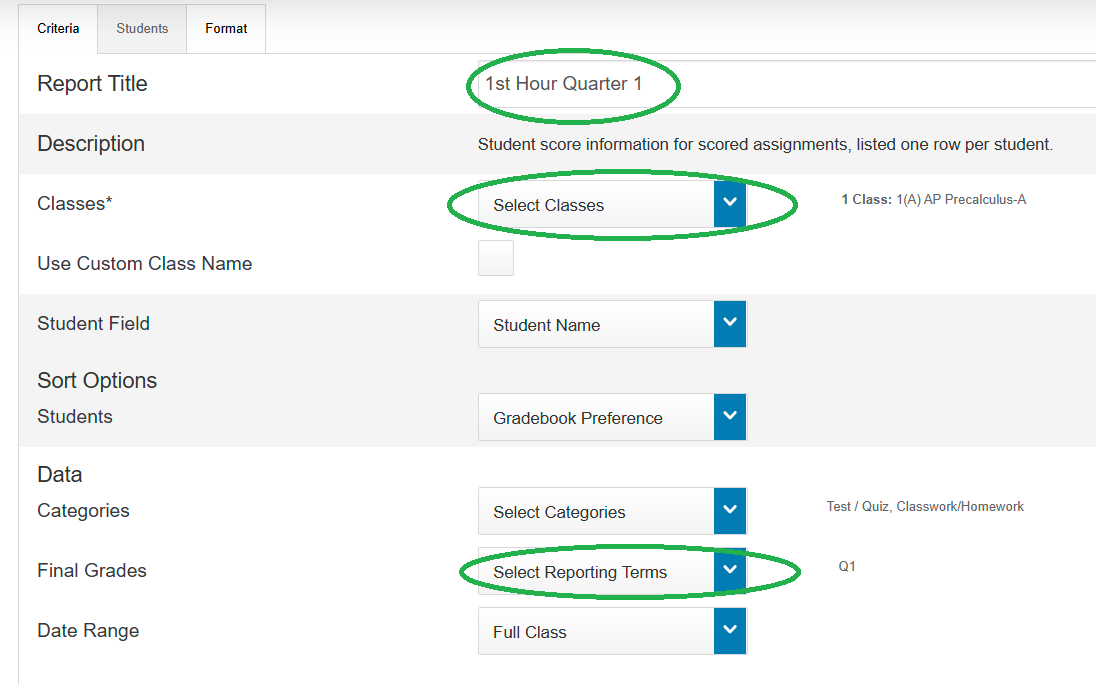 Criteria Students Format
Report Title 1st Hour Quarter 1
Description Student score information for scored assignments, listed one row per student.
Classes* Select Classes 1 Class: 1(A) AP Precalculus-A
Use Custom Class Name
Student Field Student Name
Sort Options
Students Gradebook Preference
Data
Categories Select Categories Test / Quiz, Classwork/Homework
Final Grades Select Reporting Terms Q1
Date Range Full Class